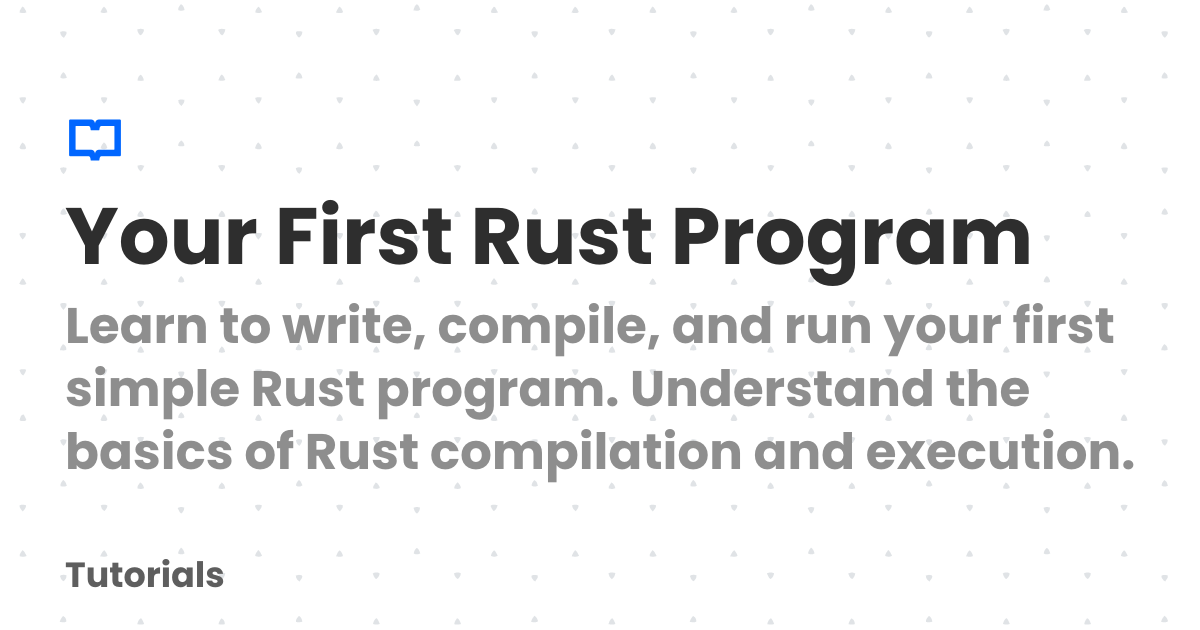 Your First Rust Program
Learn to write, compile, and run your first
simple Rust program. Understand the
basics of Rust compilation and execution.
Tutorials